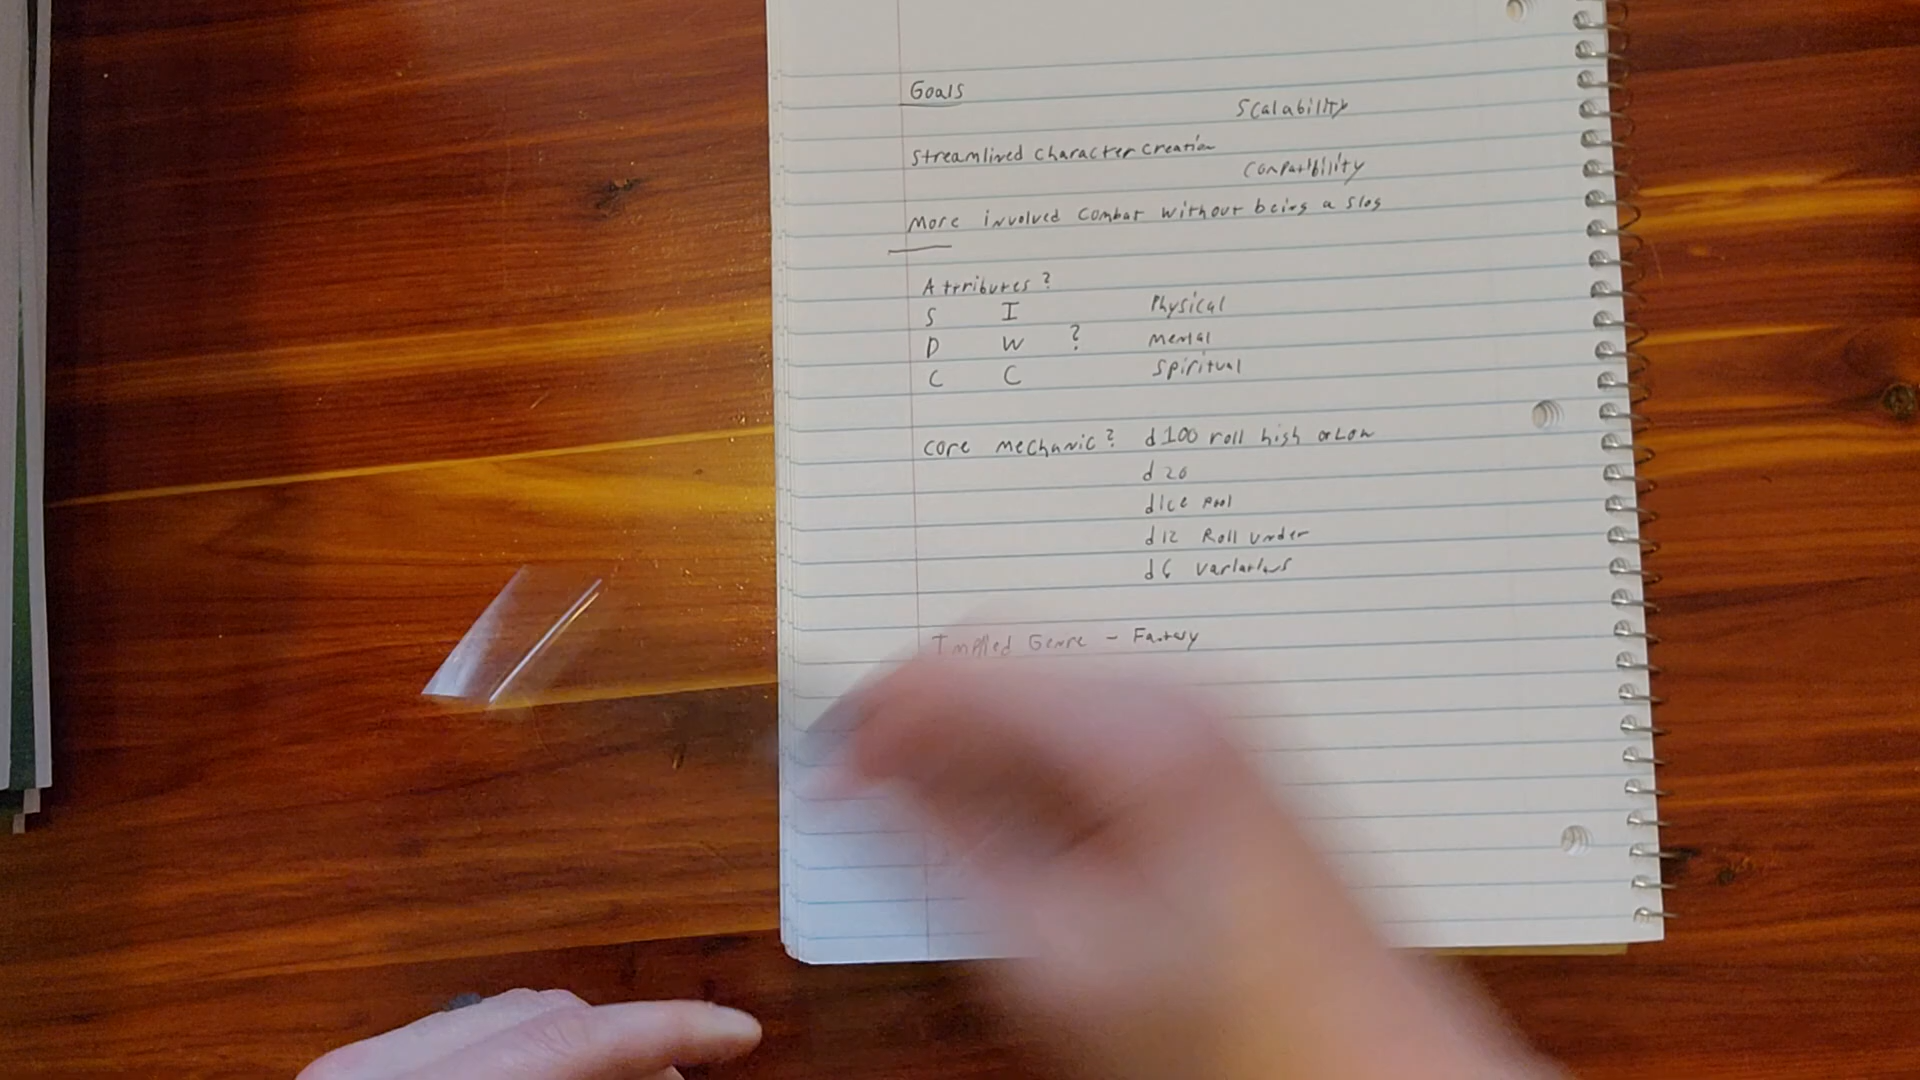 Goals
Scalability
Streamlined character creation
Compatibility
More involved combat without being a slog
Attributes?
S I Physical
D W ? mental
C C Spiritual
core mechanic? d100 roll high or Low
d20
dice pool
d12 Roll under
d6 variations
Implied Genre - Fantasy